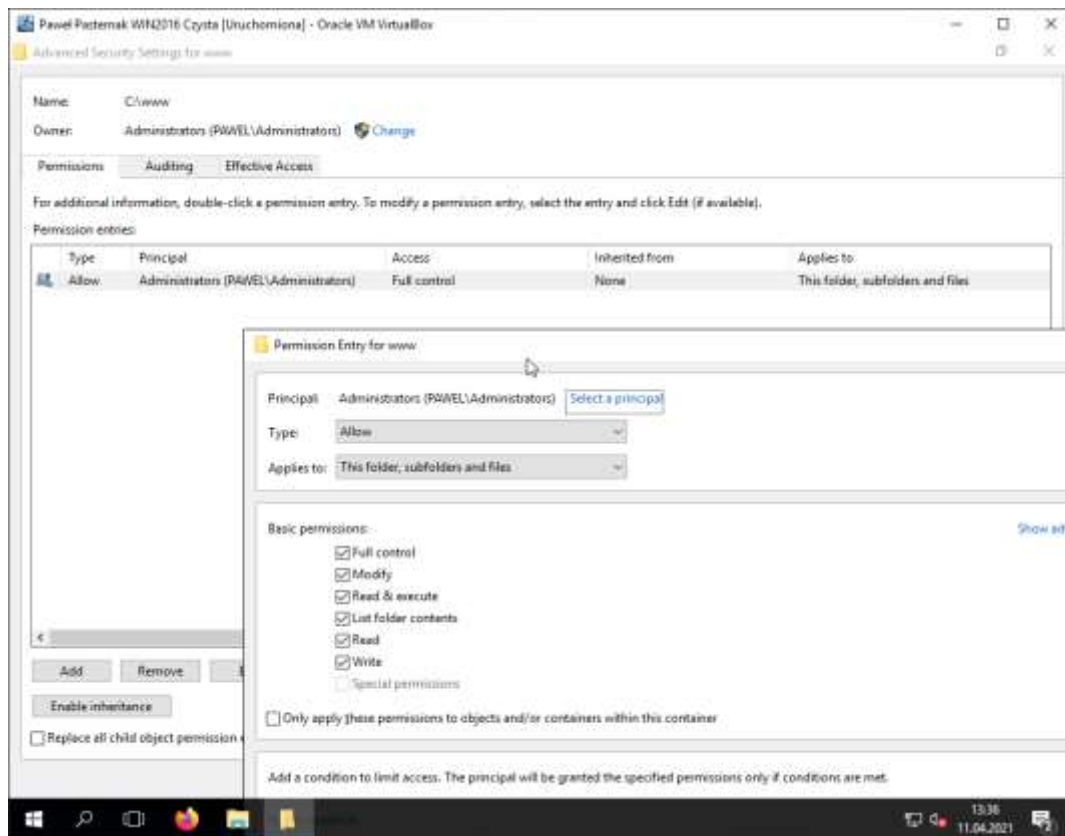 Pawel Pasternak WIN2016 Czysta [Uruchomiona] - Oracle VM VirtualBox
Advanced Security Settings for www
Name: C:\www
Owner: Administrators (PAWEL\Administrators) Change
Permissions Auditing Effective Access
For additional information, double-click a permission entry. To modify a permission entry, select the entry and click Edit (if available).
Permission entries:
Type Principal Access Inherited from Applies to
Allow Administrators (PAWEL\Administrators) Full control None This folder, subfolders and files
Permission Entry for www
Principal: Administrators (PAWEL\Administrators) Select a principal
Type: Allow
Applies to: This folder, subfolders and files
Basic permissions: Show ad
Full control
Modify
Read & execute
List folder contents
Read
Write
Special permissions
Add Remove
Enable inheritance
Only apply these permissions to objects and/or containers within this container
Replace all child object permission
Add a condition to limit access. The principal will be granted the specified permissions only if conditions are met.
13:36
11.04.2021